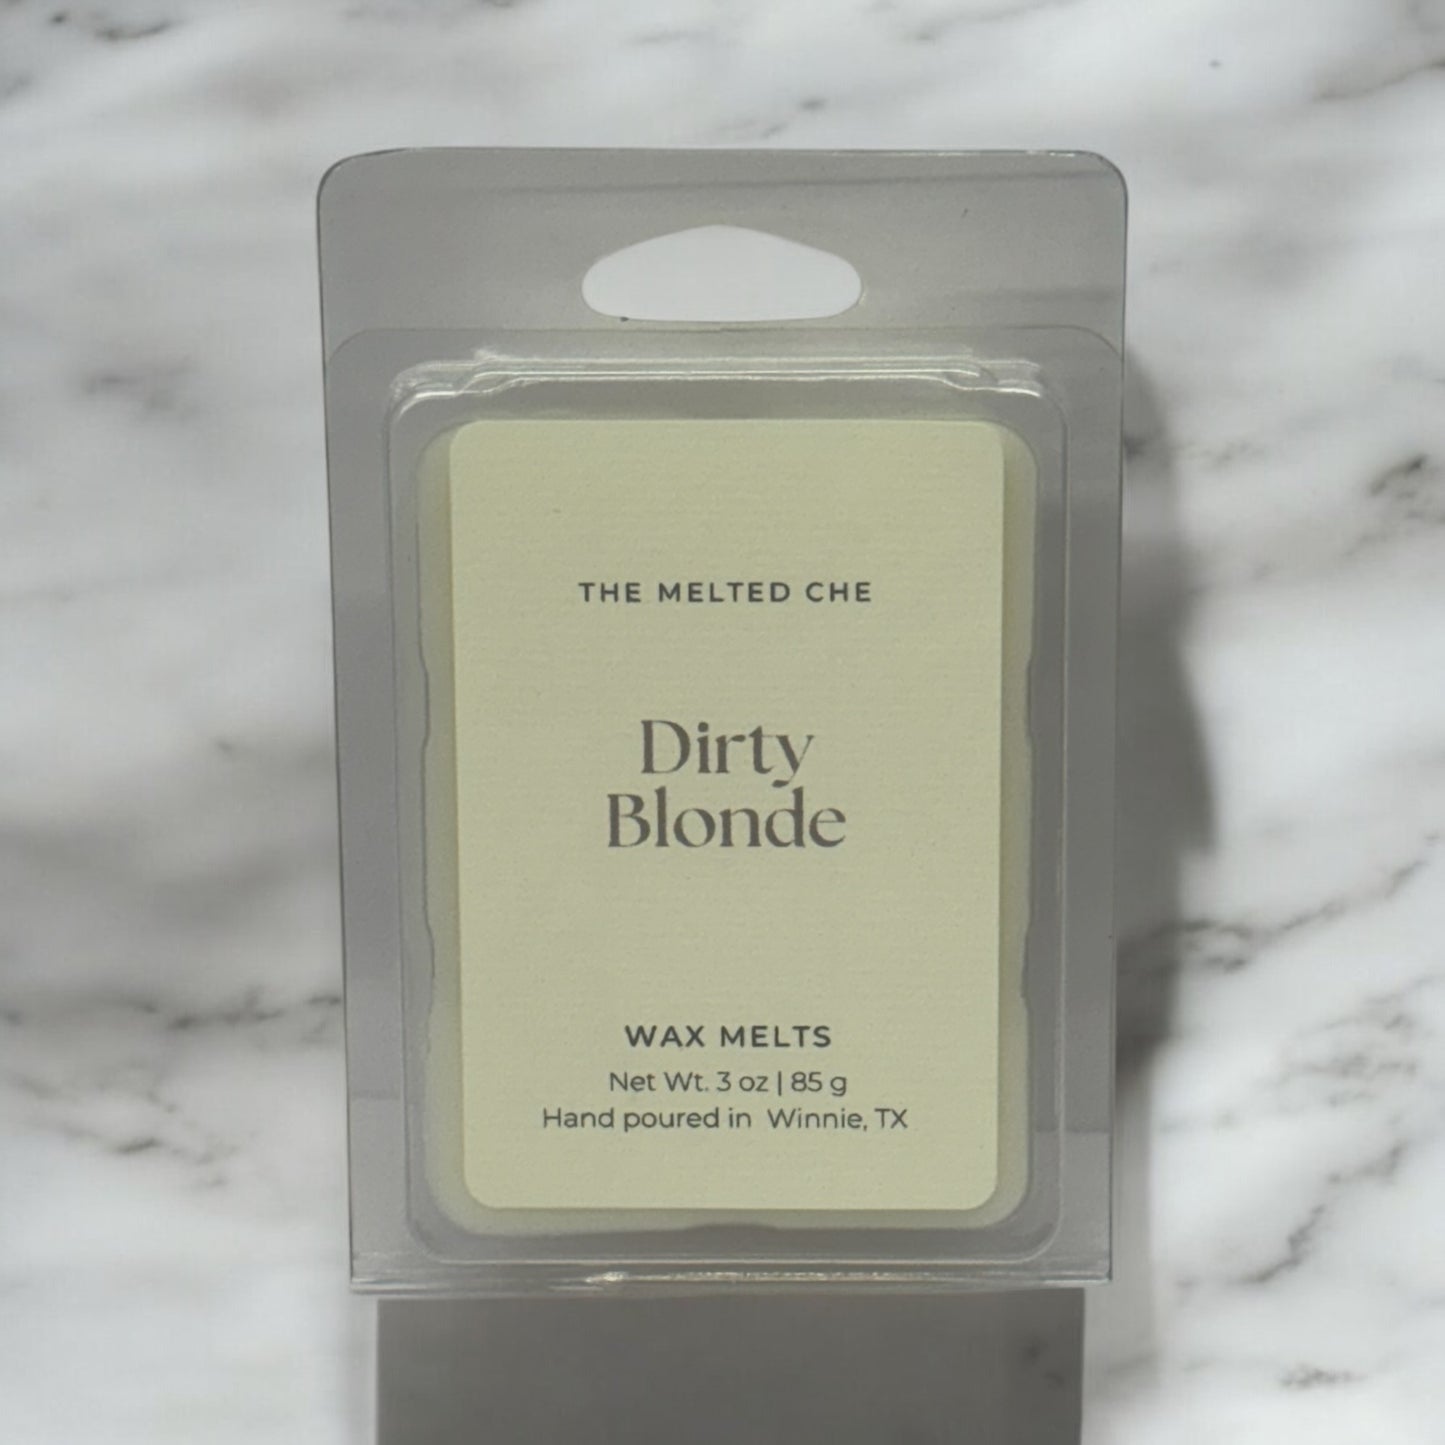 THE MELTED CHE
Dirty
Blonde
WAX MELTS
Net Wt. 3 oz | 85 g
Hand poured in  Winnie, TX